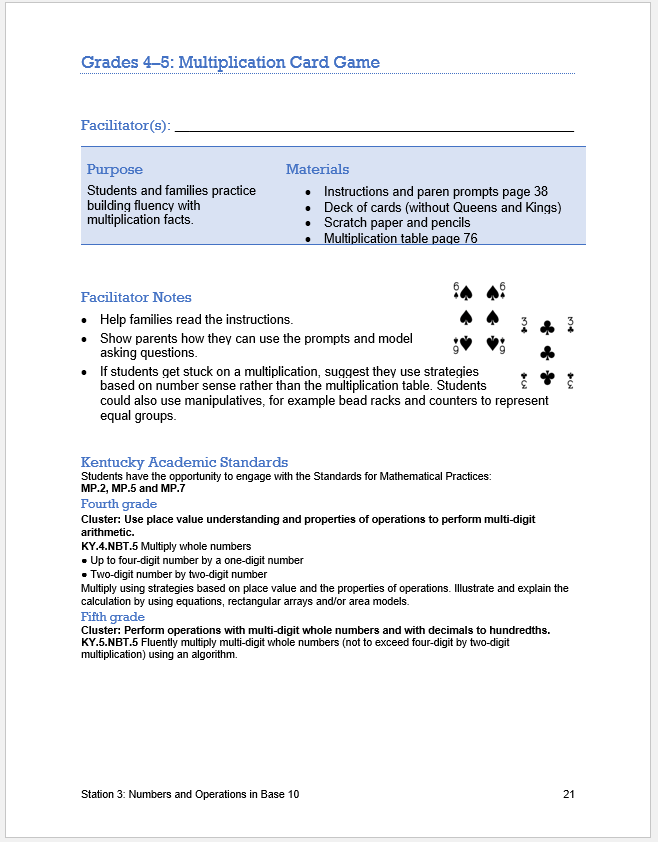 Grades 4–5: Multiplication Card Game
Facilitator(s):
Purpose
Students and families practice
building fluency with
multiplication facts.
Materials
• Instructions and paren prompts page 38
• Deck of cards (without Queens and Kings)
• Scratch paper and pencils
• Multiplication table page 76
Facilitator Notes
• Help families read the instructions.
• Show parents how they can use the prompts and model
asking questions.
• If students get stuck on a multiplication, suggest they use strategies
based on number sense rather than the multiplication table. Students
could also use manipulatives, for example bead racks and counters to represent
equal groups.
6 6
6 6
3 3
3 3
Kentucky Academic Standards
Students have the opportunity to engage with the Standards for Mathematical Practices:
MP.2, MP.5 and MP.7
Fourth grade
Cluster: Use place value understanding and properties of operations to perform multi-digit
arithmetic.
KY.4.NBT.5 Multiply whole numbers
● Up to four-digit number by a one-digit number
● Two-digit number by two-digit number
Multiply using strategies based on place value and the properties of operations. Illustrate and explain the
calculation by using equations, rectangular arrays and/or area models.
Fifth grade
Cluster: Perform operations with multi-digit whole numbers and with decimals to hundredths.
KY.5.NBT.5 Fluently multiply multi-digit whole numbers (not to exceed four-digit by two-digit
multiplication) using an algorithm.
Station 3: Numbers and Operations in Base 10
21